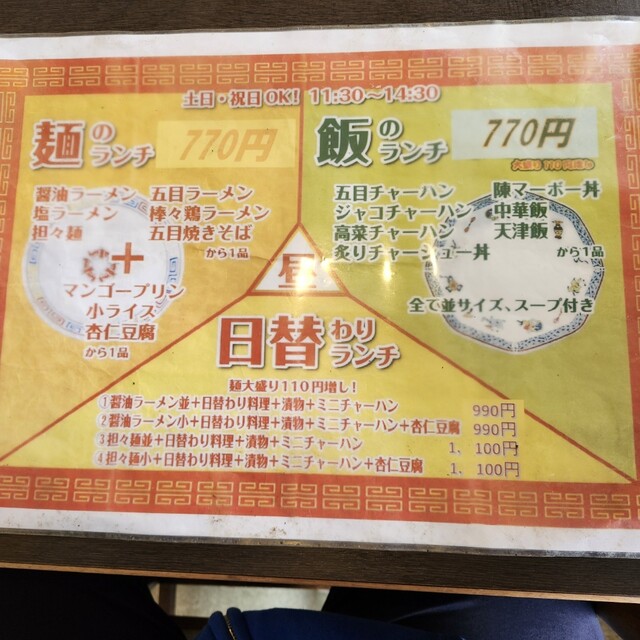 土日・祝日OK! 11:30～14:30
麺のランチ 770円
醤油ラーメン 五目ラーメン
塩ラーメン 棒々鶏ラーメン
担々麺 五目焼きそば
から1品
＋
マンゴープリン
小ライス
杏仁豆腐
から1品
飯のランチ 770円
五目チャーハン 陳マーボー丼
ジャコチャーハン 中華飯
高菜チャーハン 天津飯
炙りチャーシュー丼 から1品
全て並サイズ、スープ付き
昼
日替わりランチ
麺大盛り110円増し!
①醤油ラーメン並＋日替わり料理＋漬物＋ミニチャーハン 990円
②醤油ラーメン小＋日替わり料理＋漬物＋ミニチャーハン＋杏仁豆腐 990円
3担々麺並＋日替わり料理＋漬物＋ミニチャーハン 1、100円
4担々麺小＋日替わり料理＋漬物＋ミニチャーハン＋杏仁豆腐 1、100円